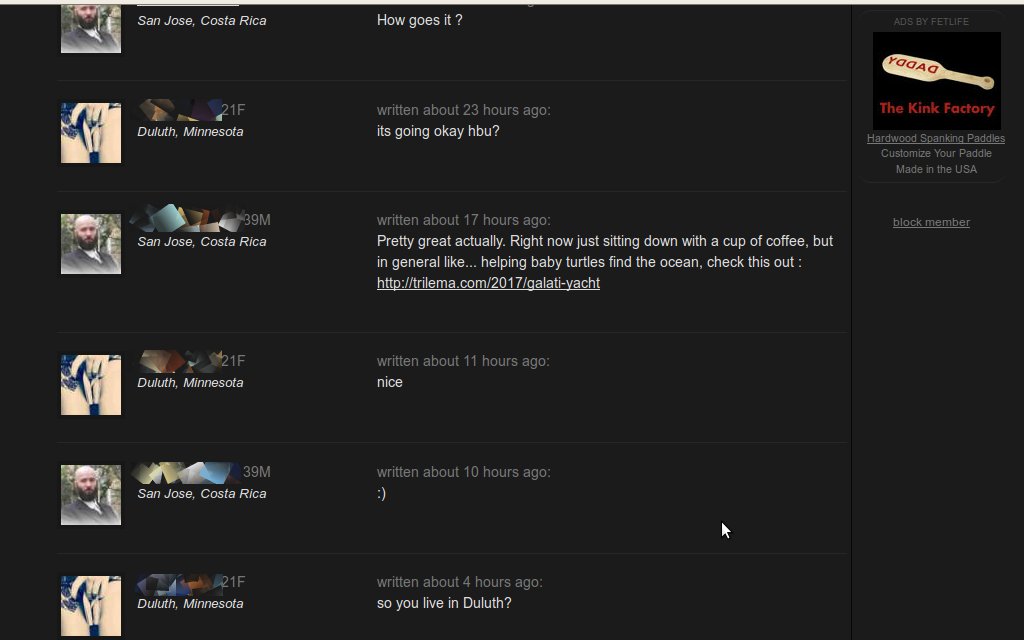 ADS BY FETLIFE
San Jose, Costa Rica
How goes it ?
DADDY
The Kink Factory
Hardwood Spanking Paddles
Customize Your Paddle
Made in the USA
21F
Duluth, Minnesota
written about 23 hours ago:
its going okay hbu?
39M
San Jose, Costa Rica
written about 17 hours ago:
Pretty great actually. Right now just sitting down with a cup of coffee, but
in general like... helping baby turtles find the ocean, check this out :
http://trilema.com/2017/galati-yacht
block member
21F
Duluth, Minnesota
written about 11 hours ago:
nice
39M
San Jose, Costa Rica
written about 10 hours ago:
:)
21F
Duluth, Minnesota
written about 4 hours ago:
so you live in Duluth?